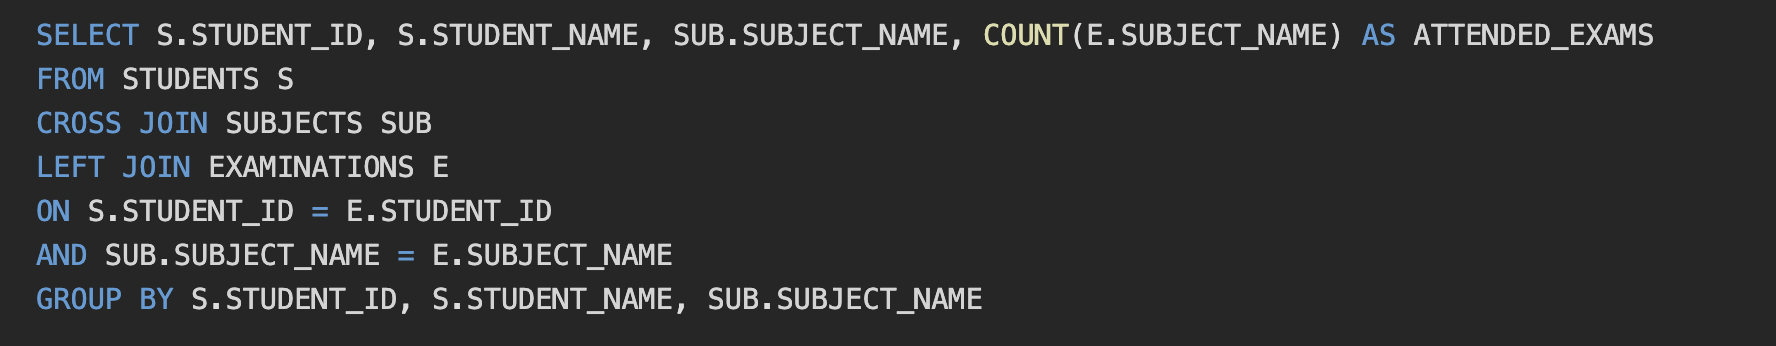 SELECT S.STUDENT_ID, S.STUDENT_NAME, SUB.SUBJECT_NAME, COUNT(E.SUBJECT_NAME) AS ATTENDED_EXAMS
FROM STUDENTS S
CROSS JOIN SUBJECTS SUB
LEFT JOIN EXAMINATIONS E
ON S.STUDENT_ID = E.STUDENT_ID
AND SUB.SUBJECT_NAME = E.SUBJECT_NAME
GROUP BY S.STUDENT_ID, S.STUDENT_NAME, SUB.SUBJECT_NAME